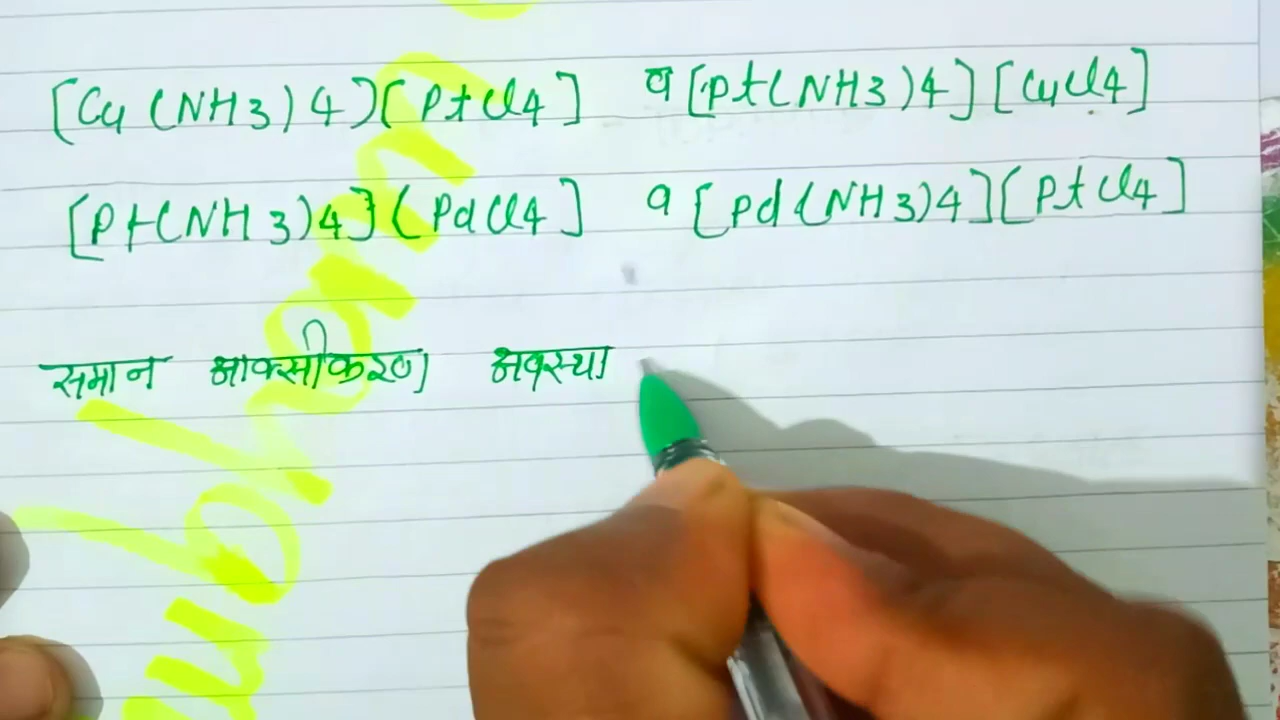 [Cu(NH3)4][PtCl4] व [Pt(NH3)4][CuCl4]
[Pt(NH3)4][PdCl4] व [Pd(NH3)4][PtCl4]
समान आक्सीकरण अवस्था